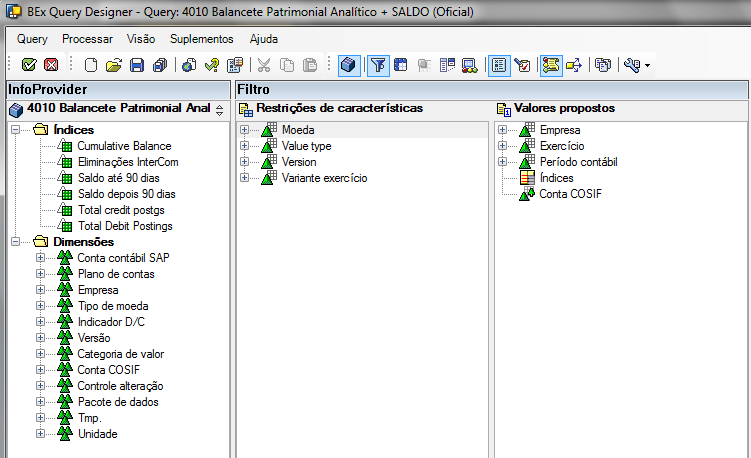 BEx Query Designer - Query: 4010 Balancete Patrimonial Analítico + SALDO (Oficial)
Query Processar Visão Suplementos Ajuda
InfoProvider
4010 Balancete Patrimonial Anal
Índices
Cumulative Balance
Eliminações InterCom
Saldo até 90 dias
Saldo depois 90 dias
Total credit postgs
Total Debit Postings
Dimensões
Conta contábil SAP
Plano de contas
Empresa
Tipo de moeda
Indicador D/C
Versão
Categoria de valor
Conta COSIF
Controle alteração
Pacote de dados
Tmp.
Unidade
Filtro
Restrições de características
Moeda
Value type
Version
Variante exercício
Valores propostos
Empresa
Exercício
Período contábil
Índices
Conta COSIF